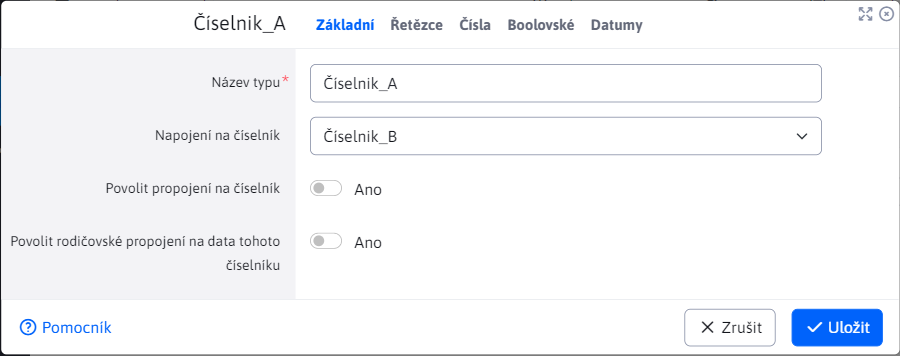 Číselnik_A Základní Řetězce Čísla Boolovské Datumy
Název typu* Číselnik_A
Napojení na číselník Číselnik_B
Povolit propojení na číselník Ano
Povolit rodičovské propojení na data tohoto Ano
číselníku
Pomocník Zrušit Uložit